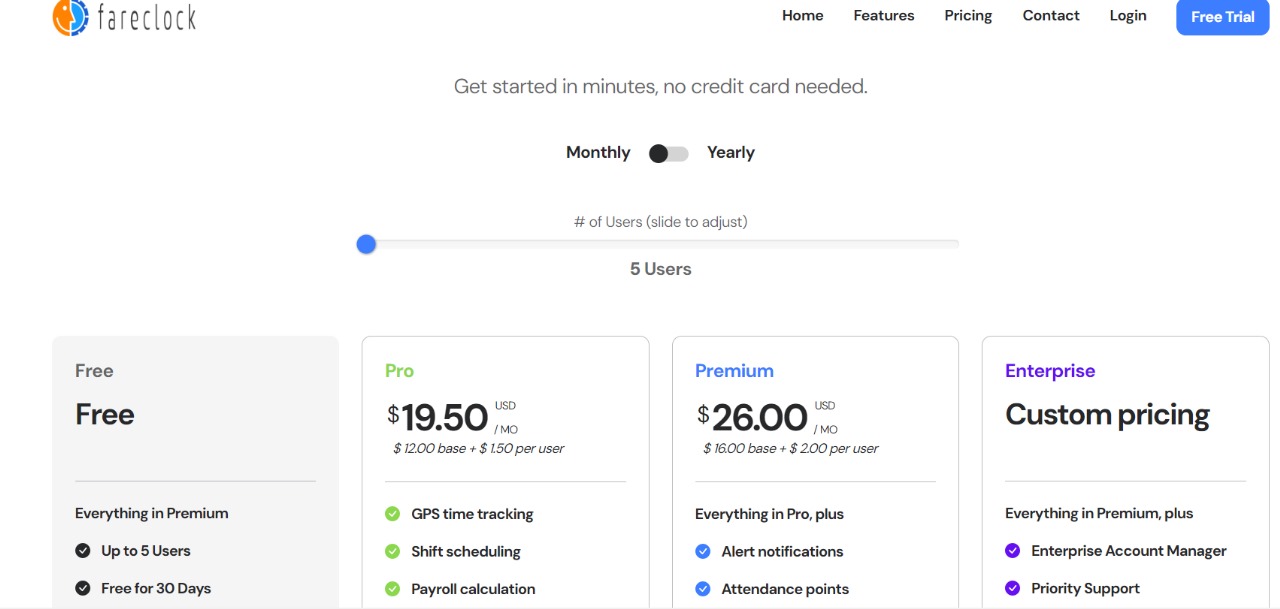 fareclock
Home Features Pricing Contact Login Free Trial
Get started in minutes, no credit card needed.
Monthly Yearly
# of Users (slide to adjust)
5 Users
Free
Free
Everything in Premium
Up to 5 Users
Free for 30 Days
Pro
$19.50 USD / MO
$ 12.00 base + $ 1.50 per user
GPS time tracking
Shift scheduling
Payroll calculation
Premium
$26.00 USD / MO
$ 16.00 base + $ 2.00 per user
Everything in Pro, plus
Alert notifications
Attendance points
Enterprise
Custom pricing
Everything in Premium, plus
Enterprise Account Manager
Priority Support